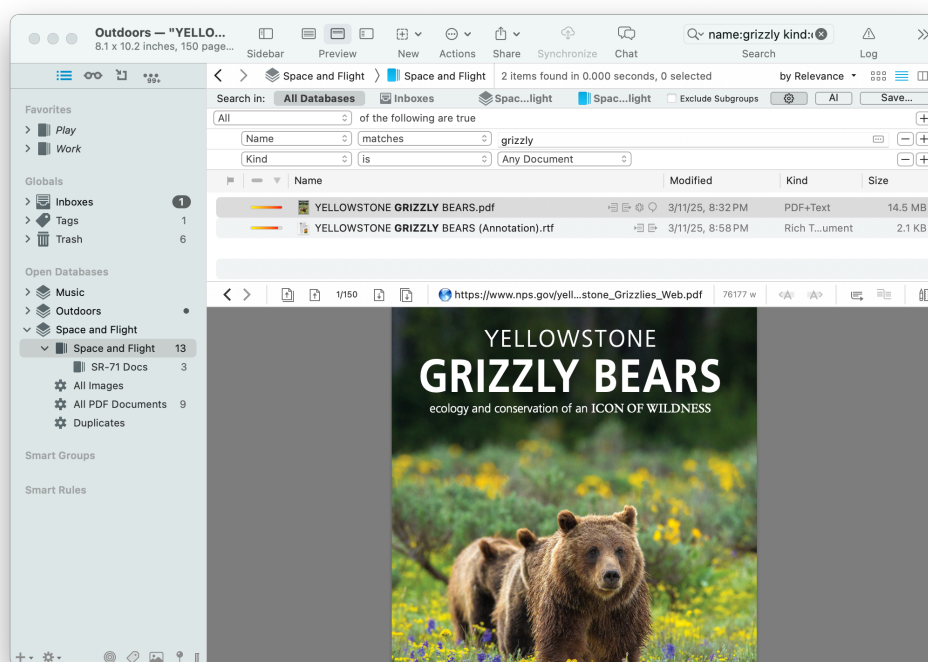 Outdoors — "YELLO...
8.1 x 10.2 inches, 150 page...
Sidebar
Preview
New
Actions
Share
Synchronize
Chat
name:grizzly kind:
Search
Log
99+
Space and Flight
Space and Flight
2 items found in 0.000 seconds, 0 selected
by Relevance
Search in:
All Databases
Inboxes
Spac...light
Spac...light
Exclude Subgroups
AI
Save...
All
of the following are true
Name
matches
grizzly
Kind
is
Any Document
Name
Modified
Kind
Size
YELLOWSTONE GRIZZLY BEARS.pdf
3/11/25, 8:32 PM
PDF+Text
14.5 MB
YELLOWSTONE GRIZZLY BEARS (Annotation).rtf
3/11/25, 8:58 PM
Rich T...ument
2.1 KB
Favorites
Play
Work
Globals
Inboxes
1
Tags
1
Trash
6
Open Databases
Music
Outdoors
Space and Flight
Space and Flight
13
SR-71 Docs
3
All Images
All PDF Documents
9
Duplicates
Smart Groups
Smart Rules
1/150
https://www.nps.gov/yell...stone_Grizzlies_Web.pdf
76177 w
YELLOWSTONE
GRIZZLY BEARS
ecology and conservation of an ICON OF WILDNESS